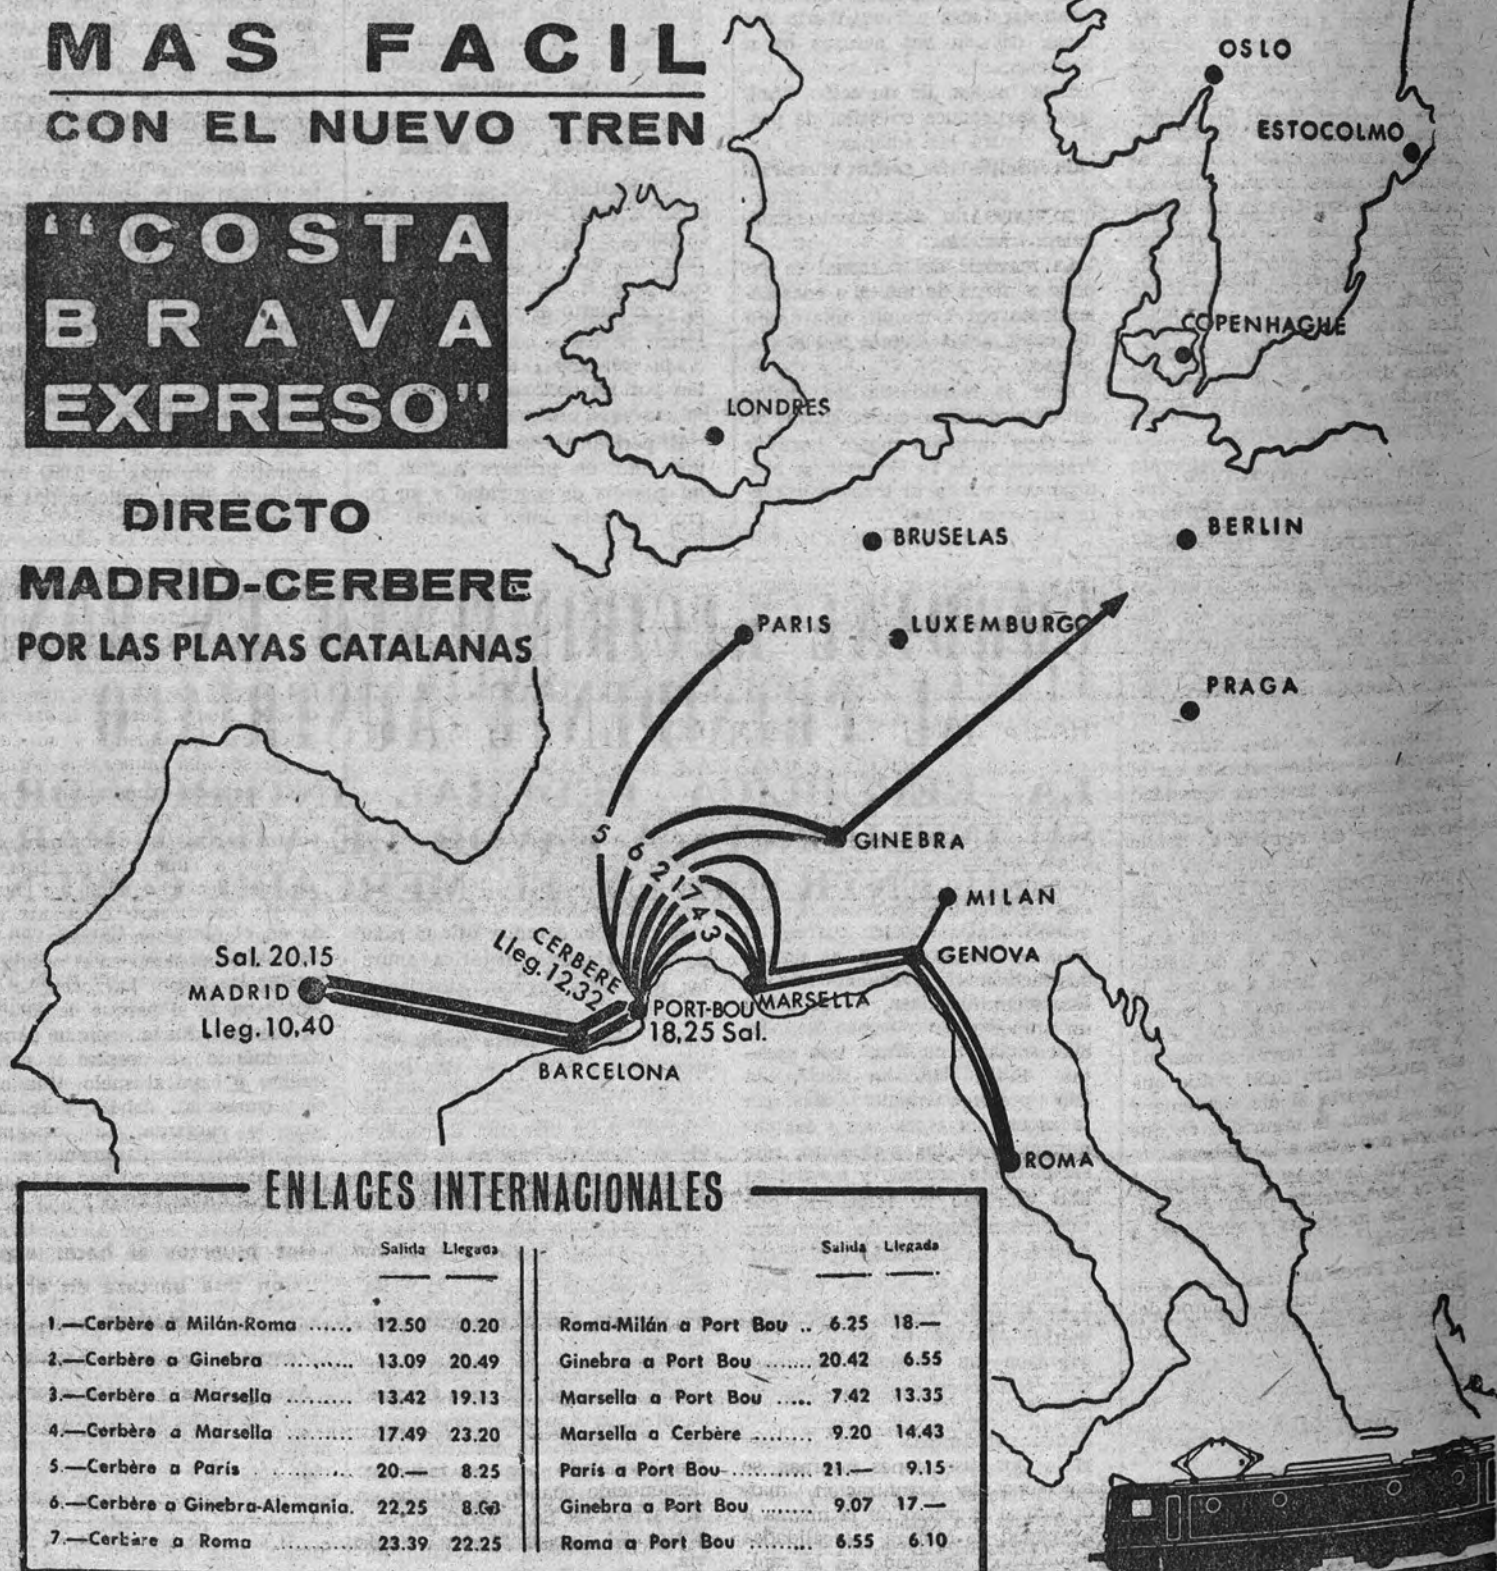 MAS FACIL
CON EL NUEVO TREN
"COSTA
BRAVA
EXPRESO"
DIRECTO
MADRID-CERBERE
POR LAS PLAYAS CATALANAS
OSLO
ESTOCOLMO
COPENHAGHE
LONDRES
BRUSELAS
BERLIN
PARIS
LUXEMBURGO
PRAGA
5
6
2
1
7
4
3
GINEBRA
MILAN
GENOVA
Sal. 20,15
MADRID
Lleg. 10,40
CERBERE
Lleg. 12,32
PORT-BOU
18,25 Sal.
MARSELLA
BARCELONA
ROMA
ENLACES INTERNACIONALES
Salida Llegada
1.—Cerbère a Milán-Roma ...... 12.50 0.20
2.—Cerbère a Ginebra ........... 13.09 20.49
3.—Cerbère a Marsella ......... 13.42 19.13
4.—Cerbère a Marsella ......... 17.49 23.20
5.—Cerbère a París ............ 20.— 8.25
6.—Cerbère a Ginebra-Alemania. 22,25
7.—Cerbère a Roma ............ 23.39 22.25
Salida Llegada
Roma-Milán a Port Bou .. 6.25 18.—
Ginebra a Port Bou ....... 20.42 6.55
Marsella a Port Bou ..... 7.42 13.35
Marsella a Cerbère ........ 9.20 14.43
París a Port Bou ........... 21.— 9.15
Ginebra a Port Bou ........ 9.07 17.—
Roma a Port Bou ......... 6.55 6.10